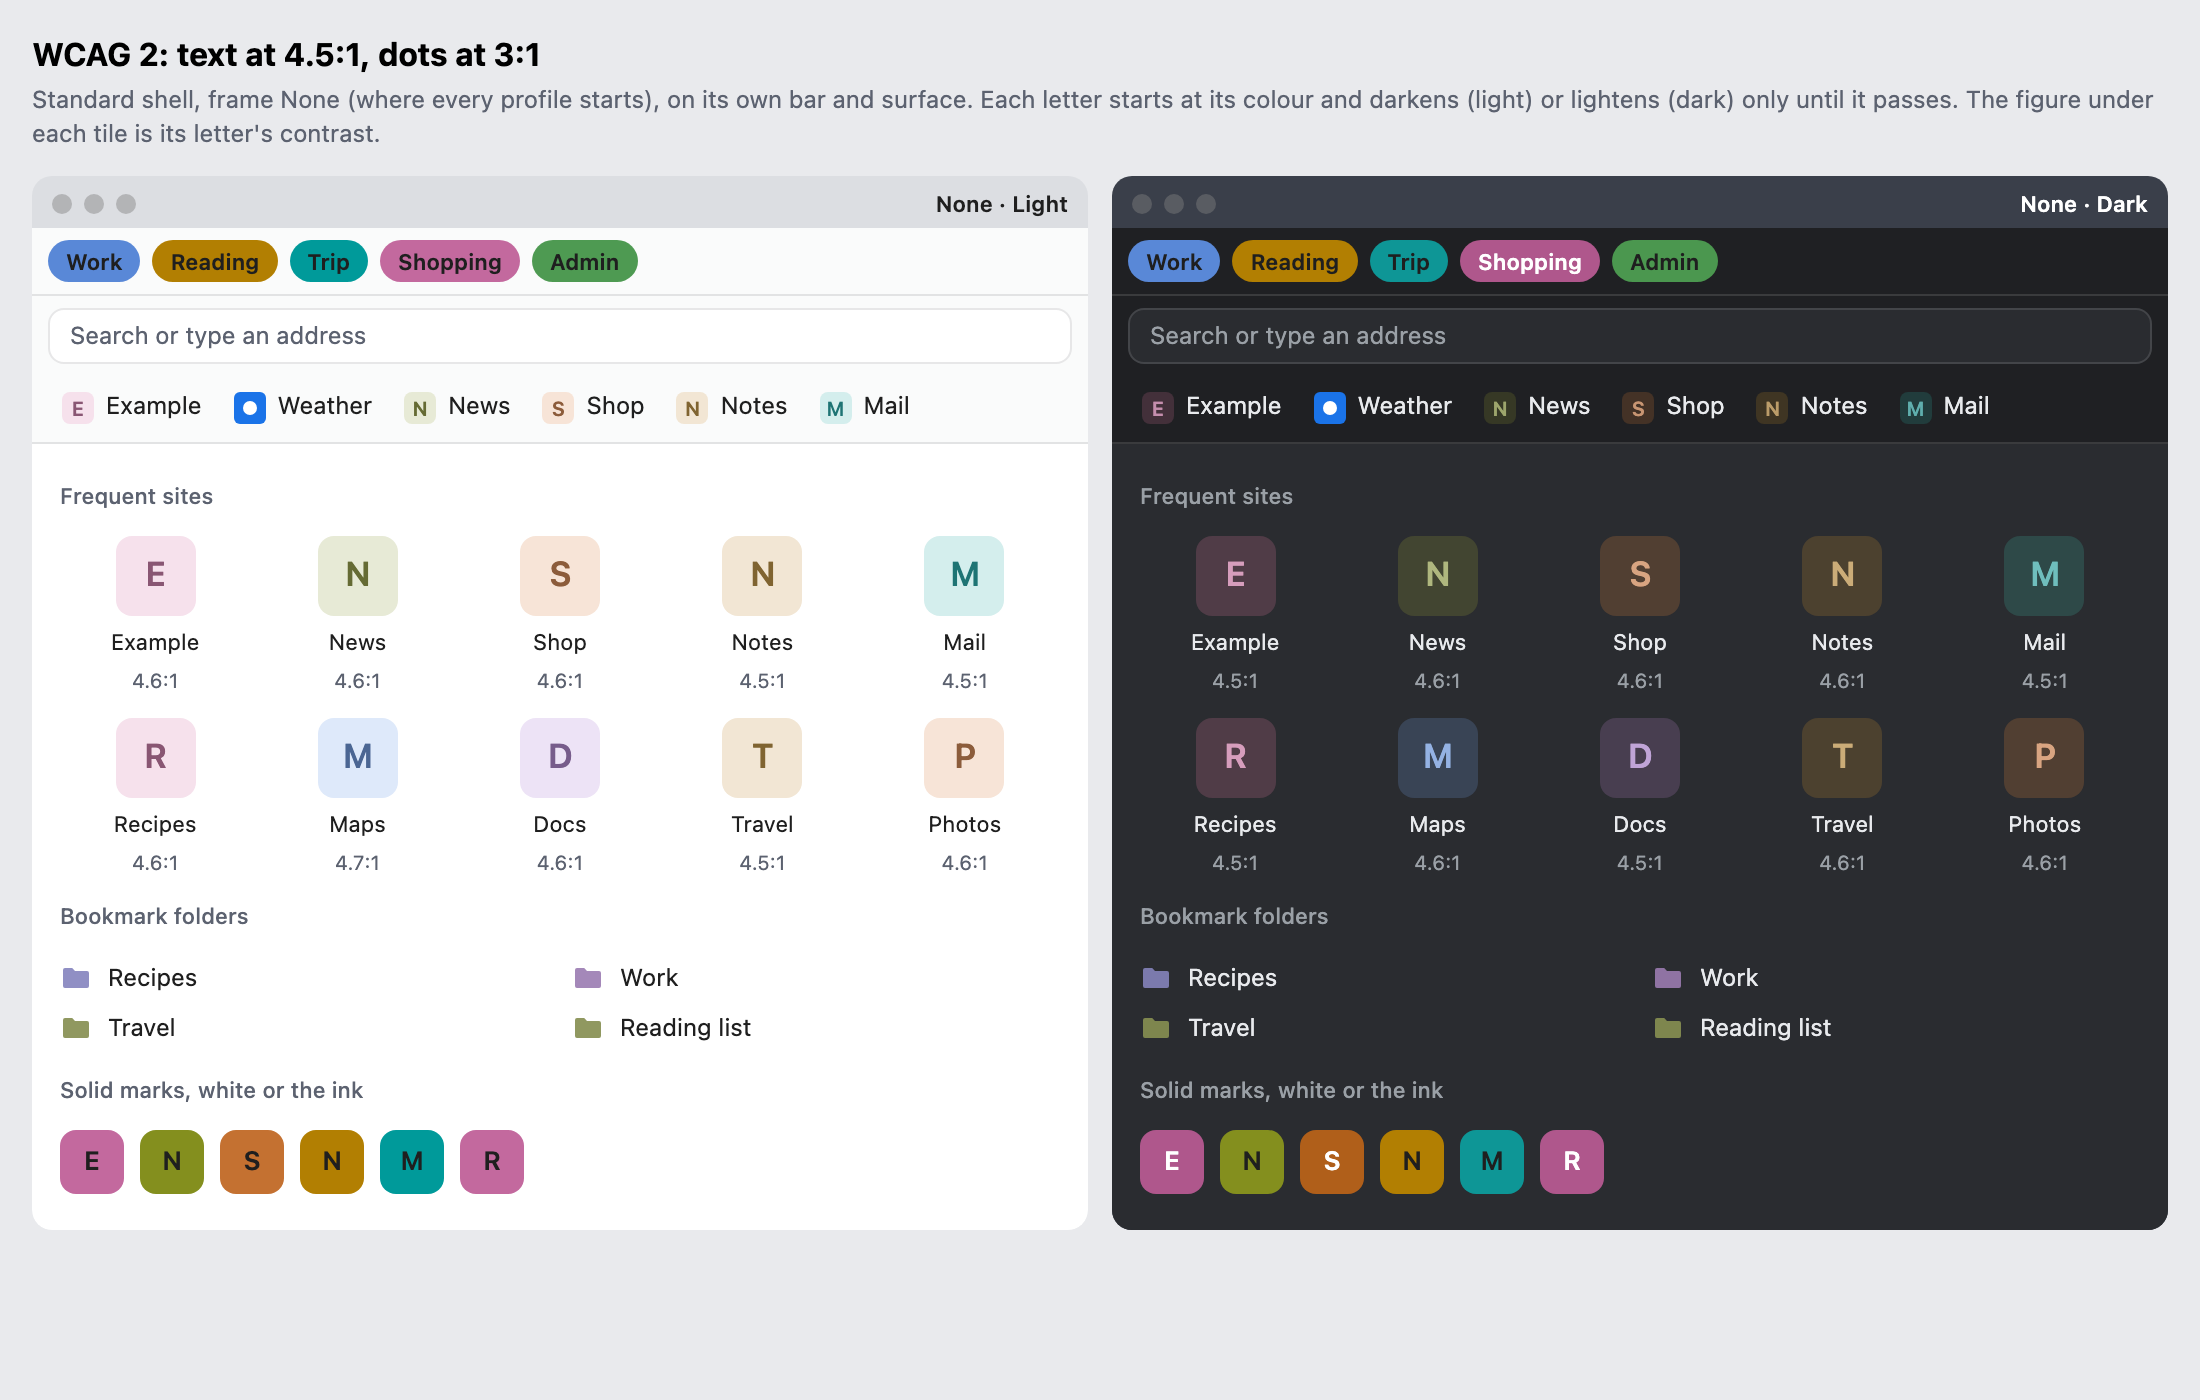 WCAG 2: text at 4.5:1, dots at 3:1
Standard shell, frame None (where every profile starts), on its own bar and surface. Each letter starts at its colour and darkens (light) or lightens (dark) only until it passes. The figure under
each tile is its letter's contrast.
None · Light
Work Reading Trip Shopping Admin
Search or type an address
E Example Weather N News S Shop N Notes M Mail
Frequent sites
E N S N M
Example News Shop Notes Mail
4.6:1 4.6:1 4.6:1 4.5:1 4.5:1
R M D T P
Recipes Maps Docs Travel Photos
4.6:1 4.7:1 4.6:1 4.5:1 4.6:1
Bookmark folders
Recipes Work
Travel Reading list
Solid marks, white or the ink
E N S N M R
None · Dark
Work Reading Trip Shopping Admin
Search or type an address
E Example Weather N News S Shop N Notes M Mail
Frequent sites
E N S N M
Example News Shop Notes Mail
4.5:1 4.6:1 4.6:1 4.6:1 4.5:1
R M D T P
Recipes Maps Docs Travel Photos
4.5:1 4.6:1 4.5:1 4.6:1 4.6:1
Bookmark folders
Recipes Work
Travel Reading list
Solid marks, white or the ink
E N S N M R